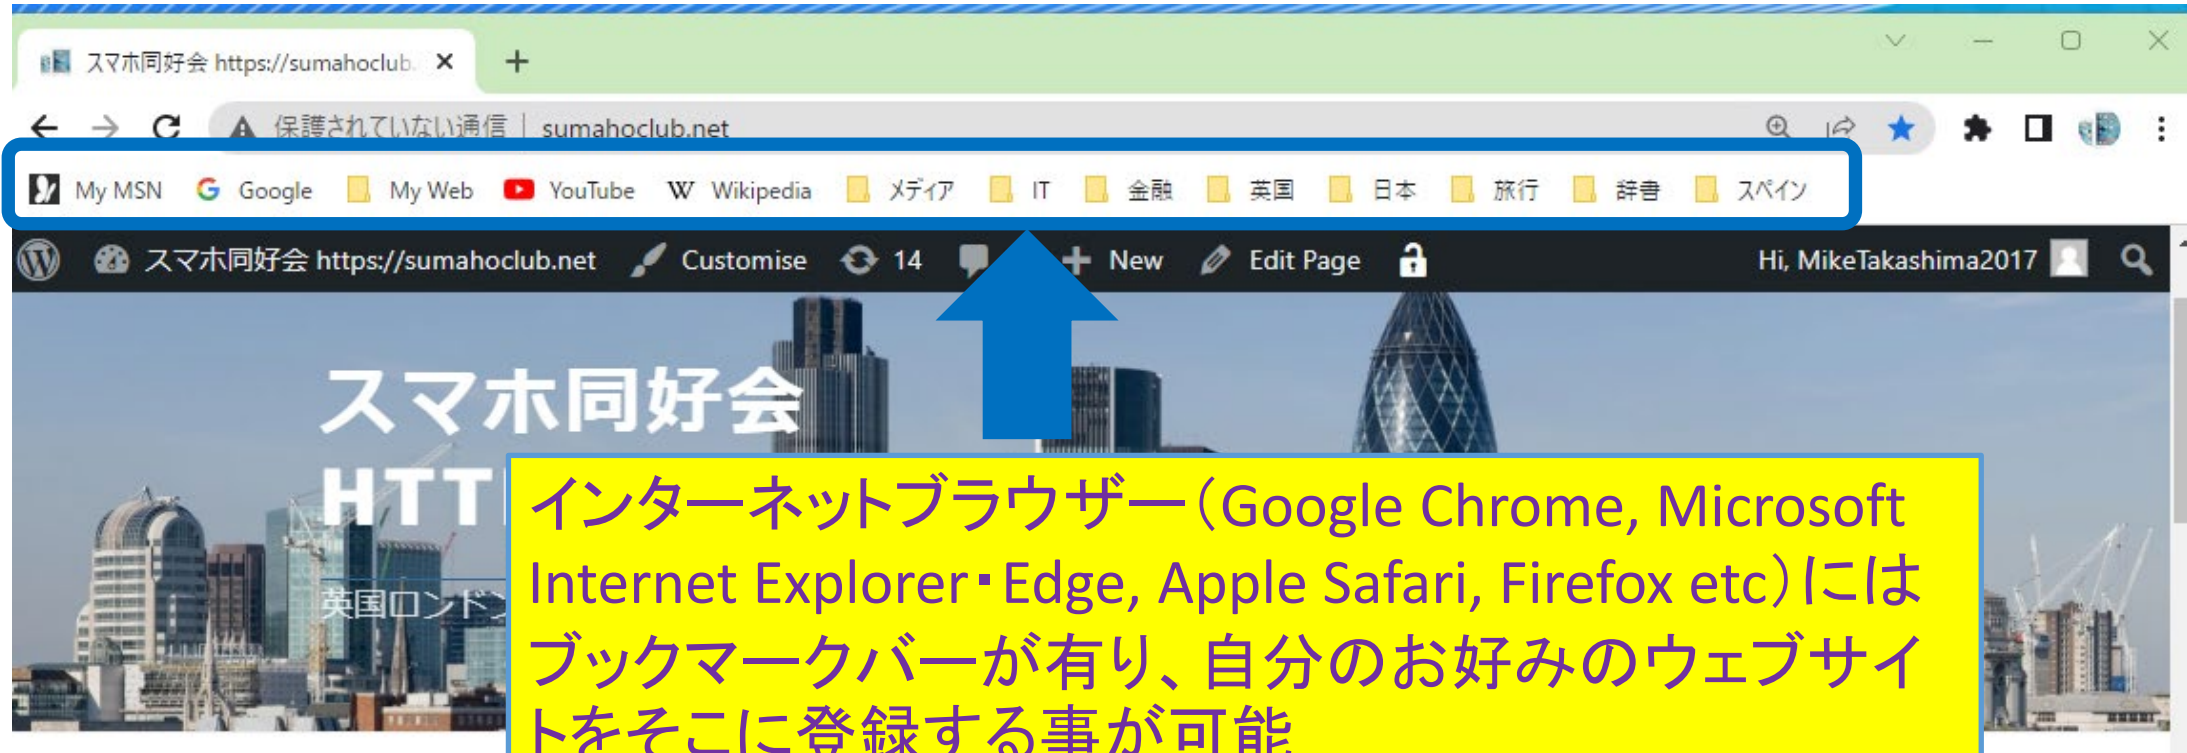 スマホ同好会 https://sumahoclub.
保護されていない通信 | sumahoclub.net
My MSN Google My Web YouTube Wikipedia メディア IT 金融 英国 日本 旅行 辞書 スペイン
スマホ同好会 https://sumahoclub.net Customise 14 New Edit Page Hi, MikeTakashima2017
スマホ同好会
HTT
英国ロンドン
インターネットブラウザー(Google Chrome, Microsoft
Internet Explorer・Edge, Apple Safari, Firefox etc)には
ブックマークバーが有り、自分のお好みのウェブサイ
トをそこに登録する事が可能